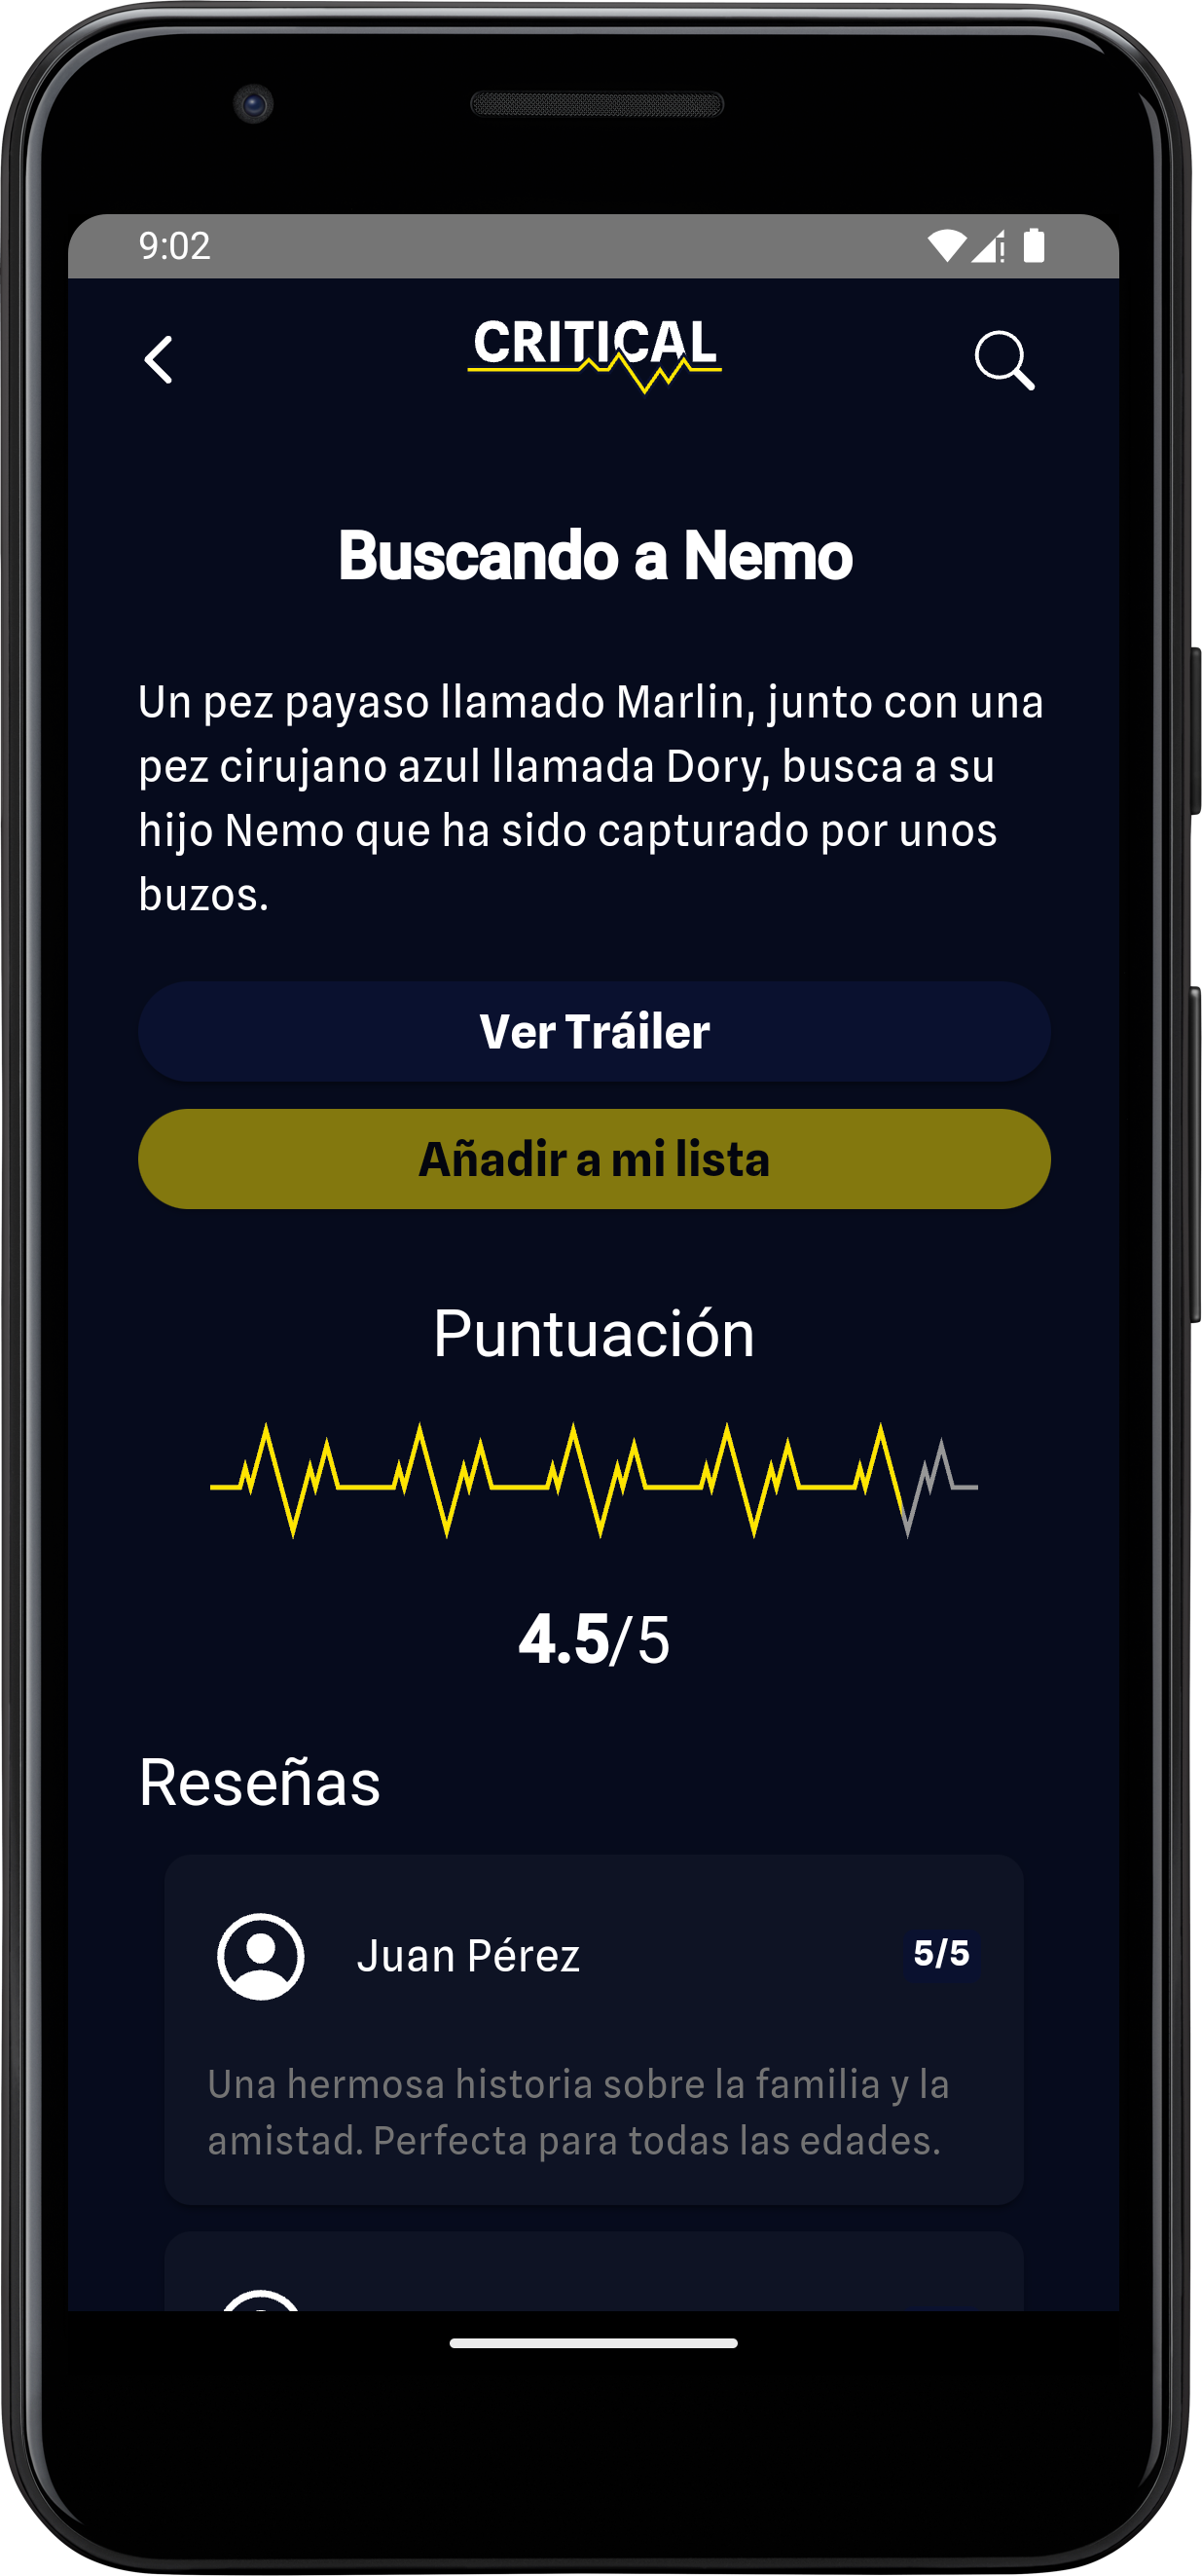 9:02
CRITICAL
Buscando a Nemo
Un pez payaso llamado Marlin, junto con una
pez cirujano azul llamada Dory, busca a su
hijo Nemo que ha sido capturado por unos
buzos.
Ver Tráiler
Añadir a mi lista
Puntuación
4.5/5
Reseñas
Juan Pérez
5/5
Una hermosa historia sobre la familia y la
amistad. Perfecta para todas las edades.